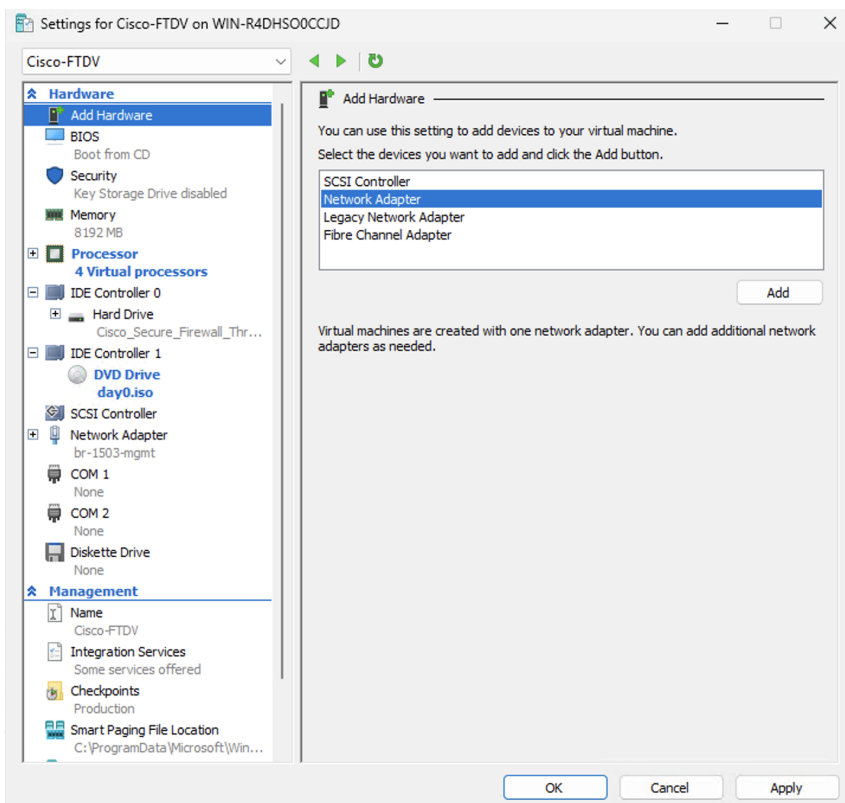 Settings for Cisco-FTDV on WIN-R4DHSO0CCJD
Cisco-FTDV
Hardware
Add Hardware
BIOS
Boot from CD
Security
Key Storage Drive disabled
Memory
8192 MB
Processor
4 Virtual processors
IDE Controller 0
Hard Drive
Cisco_Secure_Firewall_Thr...
IDE Controller 1
DVD Drive
day0.iso
SCSI Controller
Network Adapter
br-1503-mgmt
COM 1
None
COM 2
None
Diskette Drive
None
Management
Name
Cisco-FTDV
Integration Services
Some services offered
Checkpoints
Production
Smart Paging File Location
C:\ProgramData\Microsoft\Win...
Add Hardware
You can use this setting to add devices to your virtual machine.
Select the devices you want to add and click the Add button.
SCSI Controller
Network Adapter
Legacy Network Adapter
Fibre Channel Adapter
Add
Virtual machines are created with one network adapter. You can add additional network
adapters as needed.
OK
Cancel
Apply